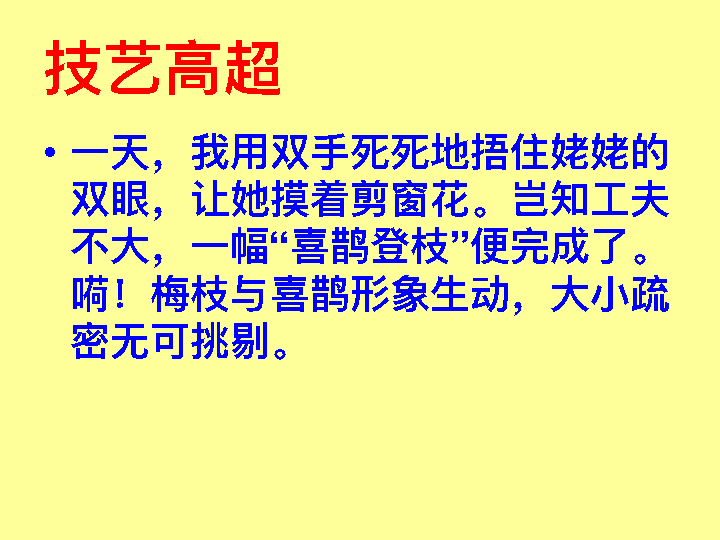 技艺高超
• 一天，我用双手死死地捂住姥姥的
双眼，让她摸着剪窗花。岂知工夫
不大，一幅“喜鹊登枝”便完成了。
嗬！梅枝与喜鹊形象生动，大小疏
密无可挑剔。